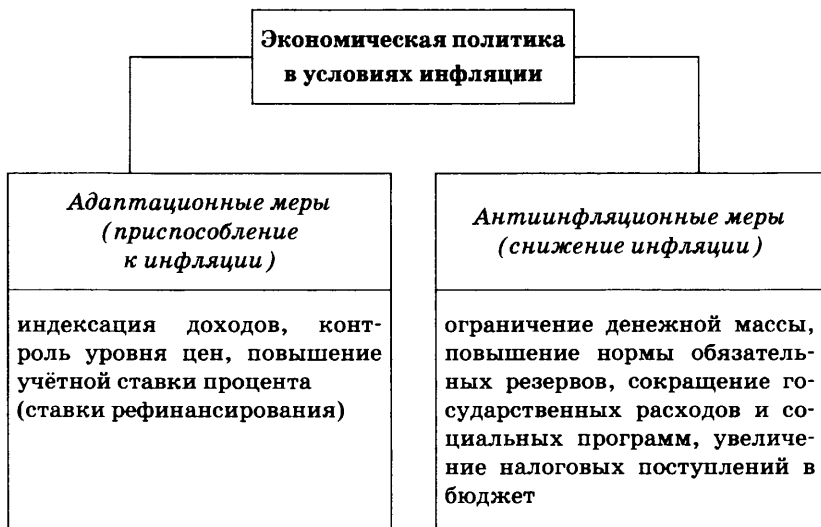 Экономическая политика
в условиях инфляции
Адаптационные меры
(приспособление
к инфляции)
индексация доходов, конт-
роль уровня цен, повышение
учётной ставки процента
(ставки рефинансирования)
Антиинфляционные меры
(снижение инфляции)
ограничение денежной массы,
повышение нормы обязатель-
ных резервов, сокращение го-
сударственных расходов и со-
циальных программ, увеличе-
ние налоговых поступлений в
бюджет